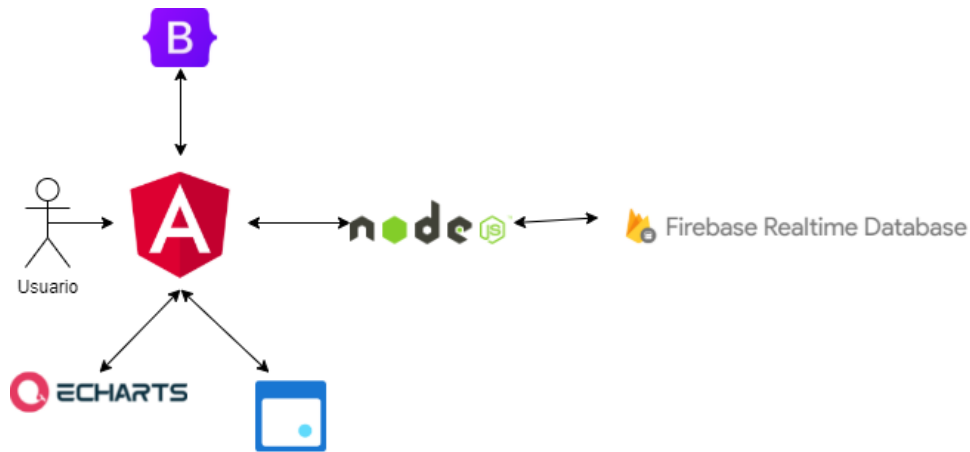 B
A
Usuario
node
JS
Firebase Realtime Database
ECHARTS